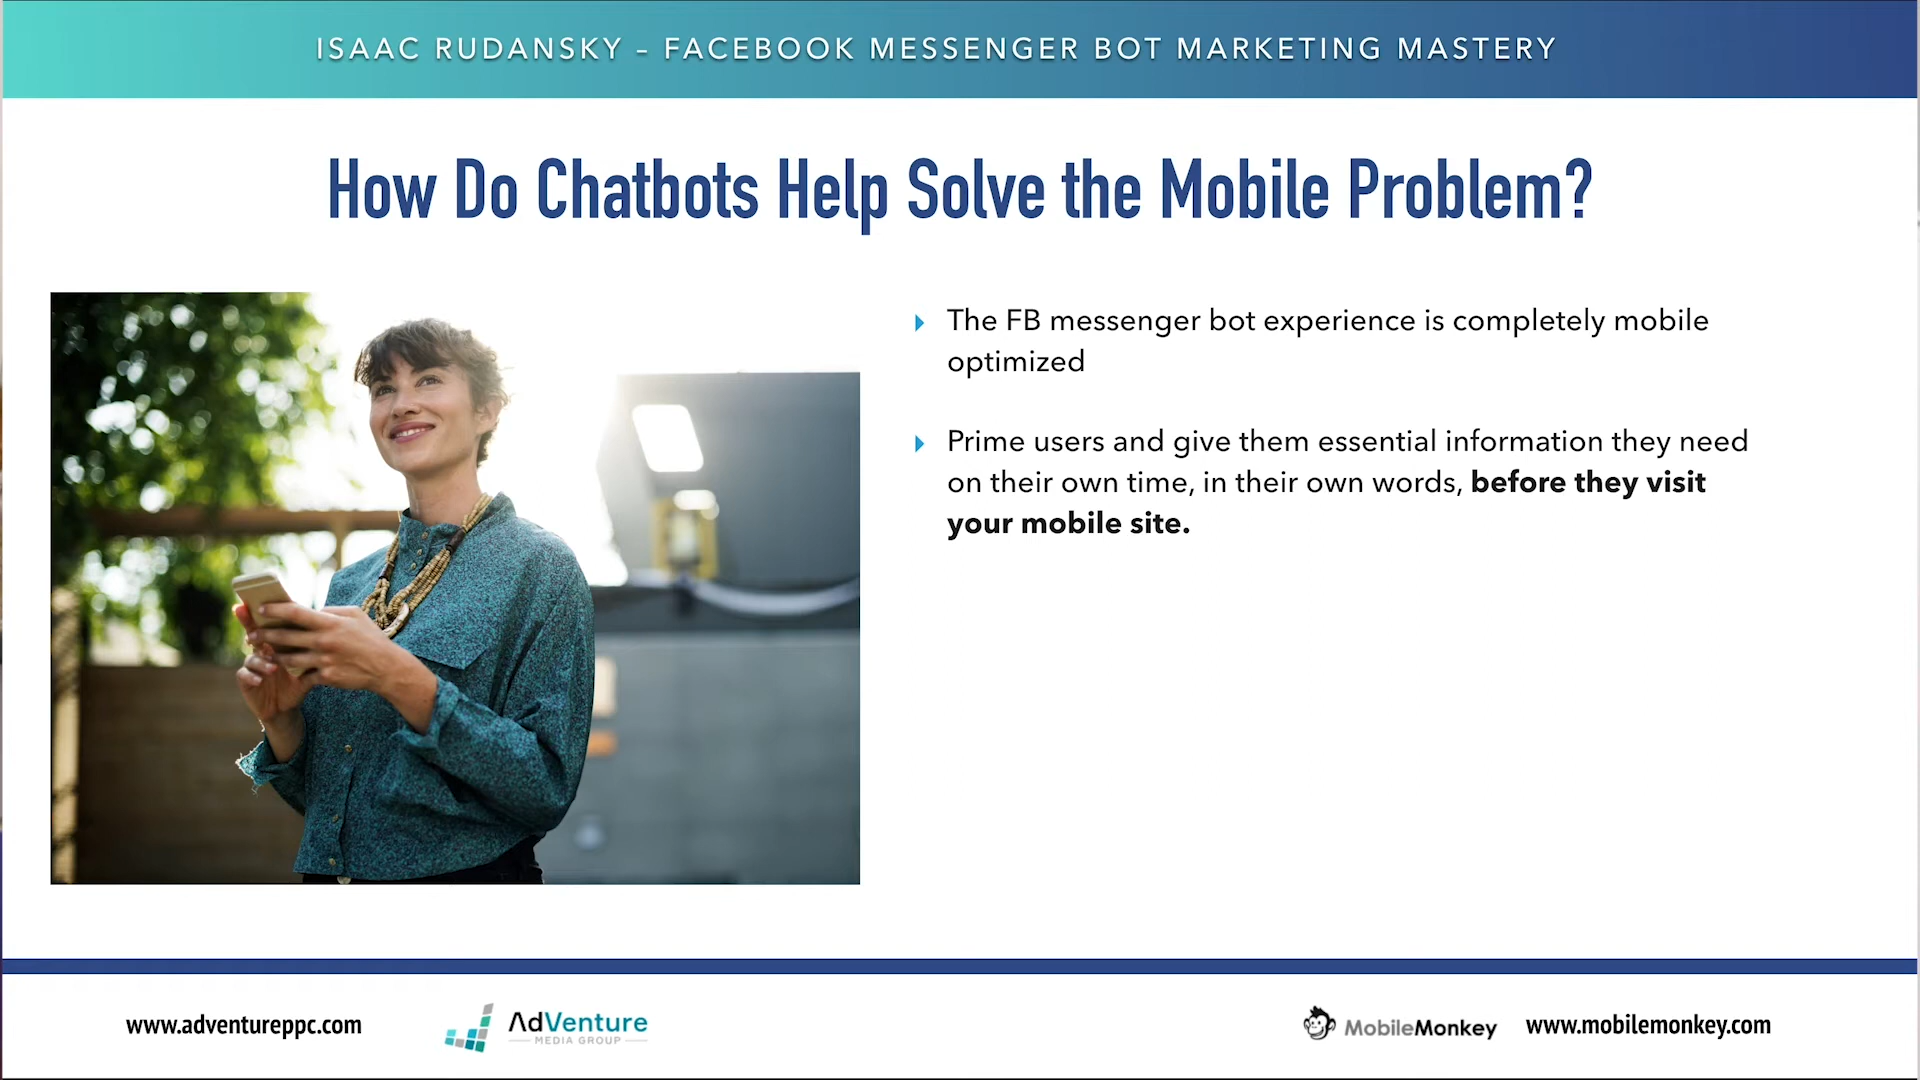 ISAAC RUDANSKY – FACEBOOK MESSENGER BOT MARKETING MASTERY
How Do Chatbots Help Solve the Mobile Problem?
The FB messenger bot experience is completely mobile
optimized
Prime users and give them essential information they need
on their own time, in their own words, before they visit
your mobile site.
www.adventureppc.com
AdVenture
MEDIA GROUP
MobileMonkey
www.mobilemonkey.com